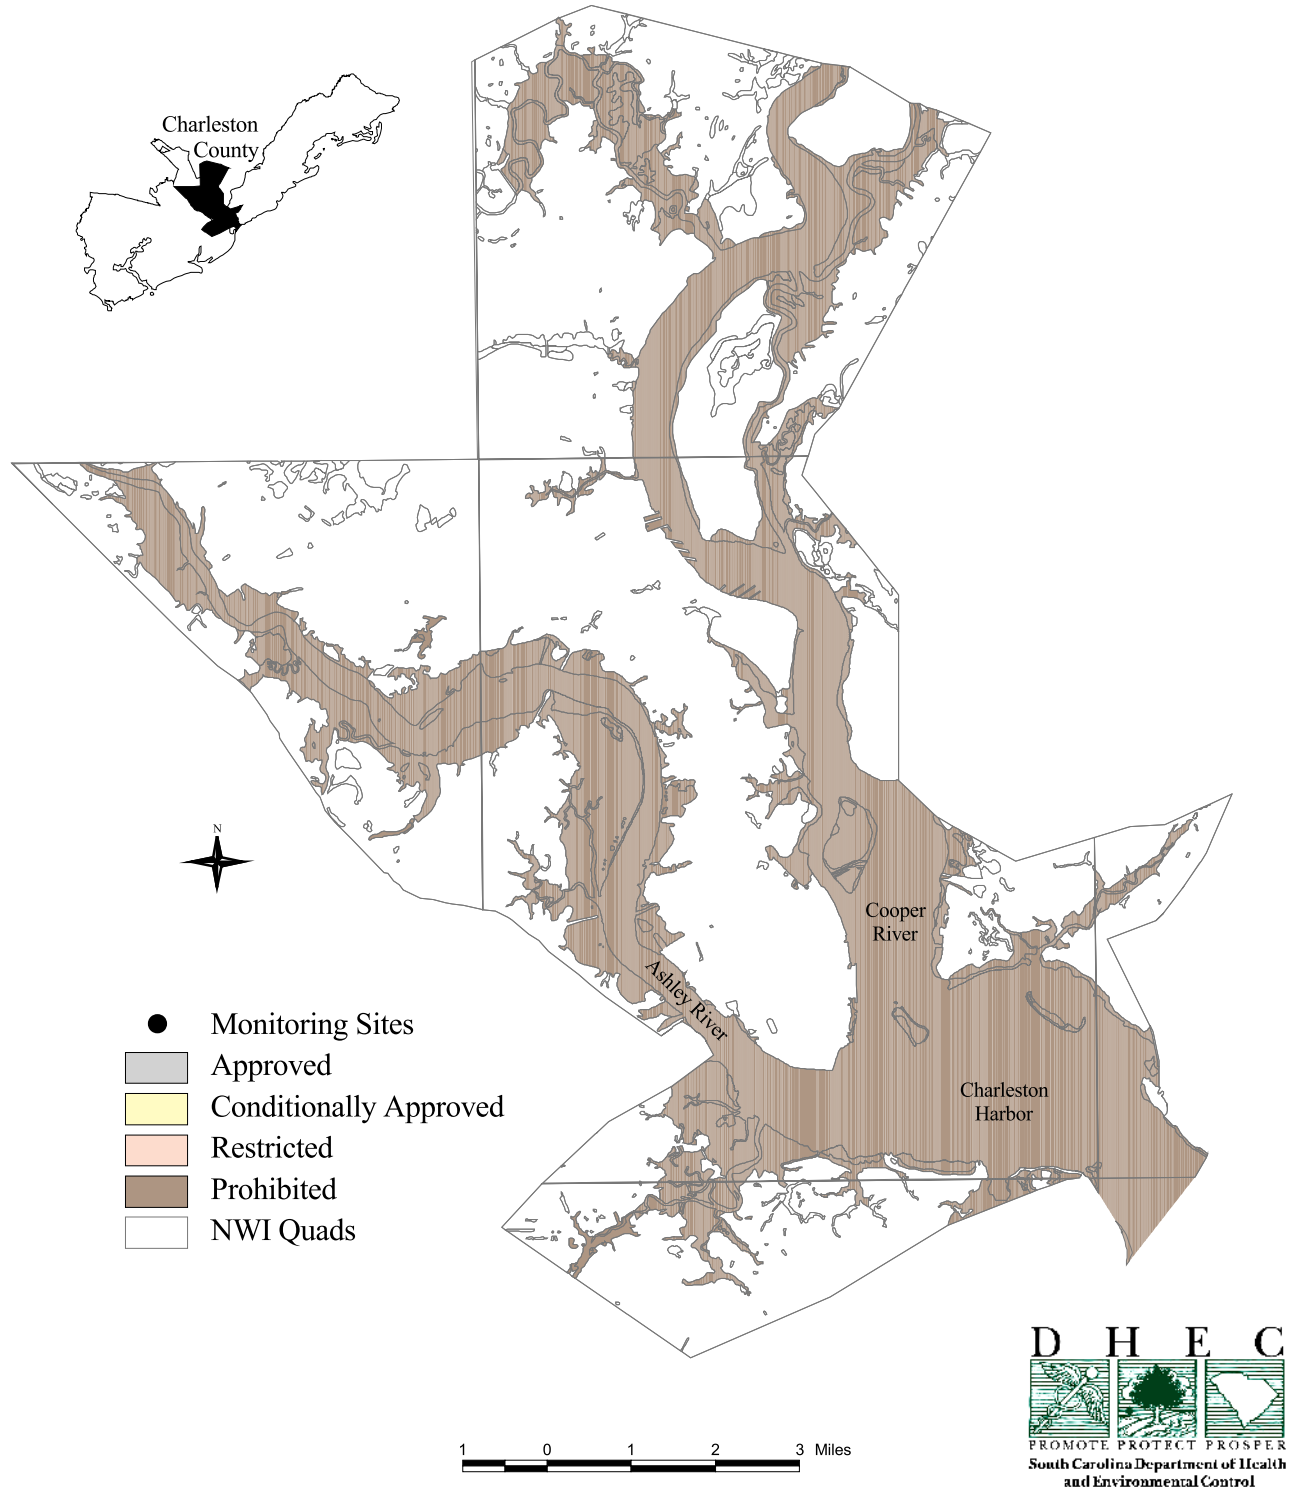 Charleston
County
N
Cooper
River
Ashley River
Charleston
Harbor
Monitoring Sites
Approved
Conditionally Approved
Restricted
Prohibited
NWI Quads
1 0 1 2 3 Miles
D H E C
PROMOTE PROTECT PROSPER
South Carolina Department of Health
and Environmental Control